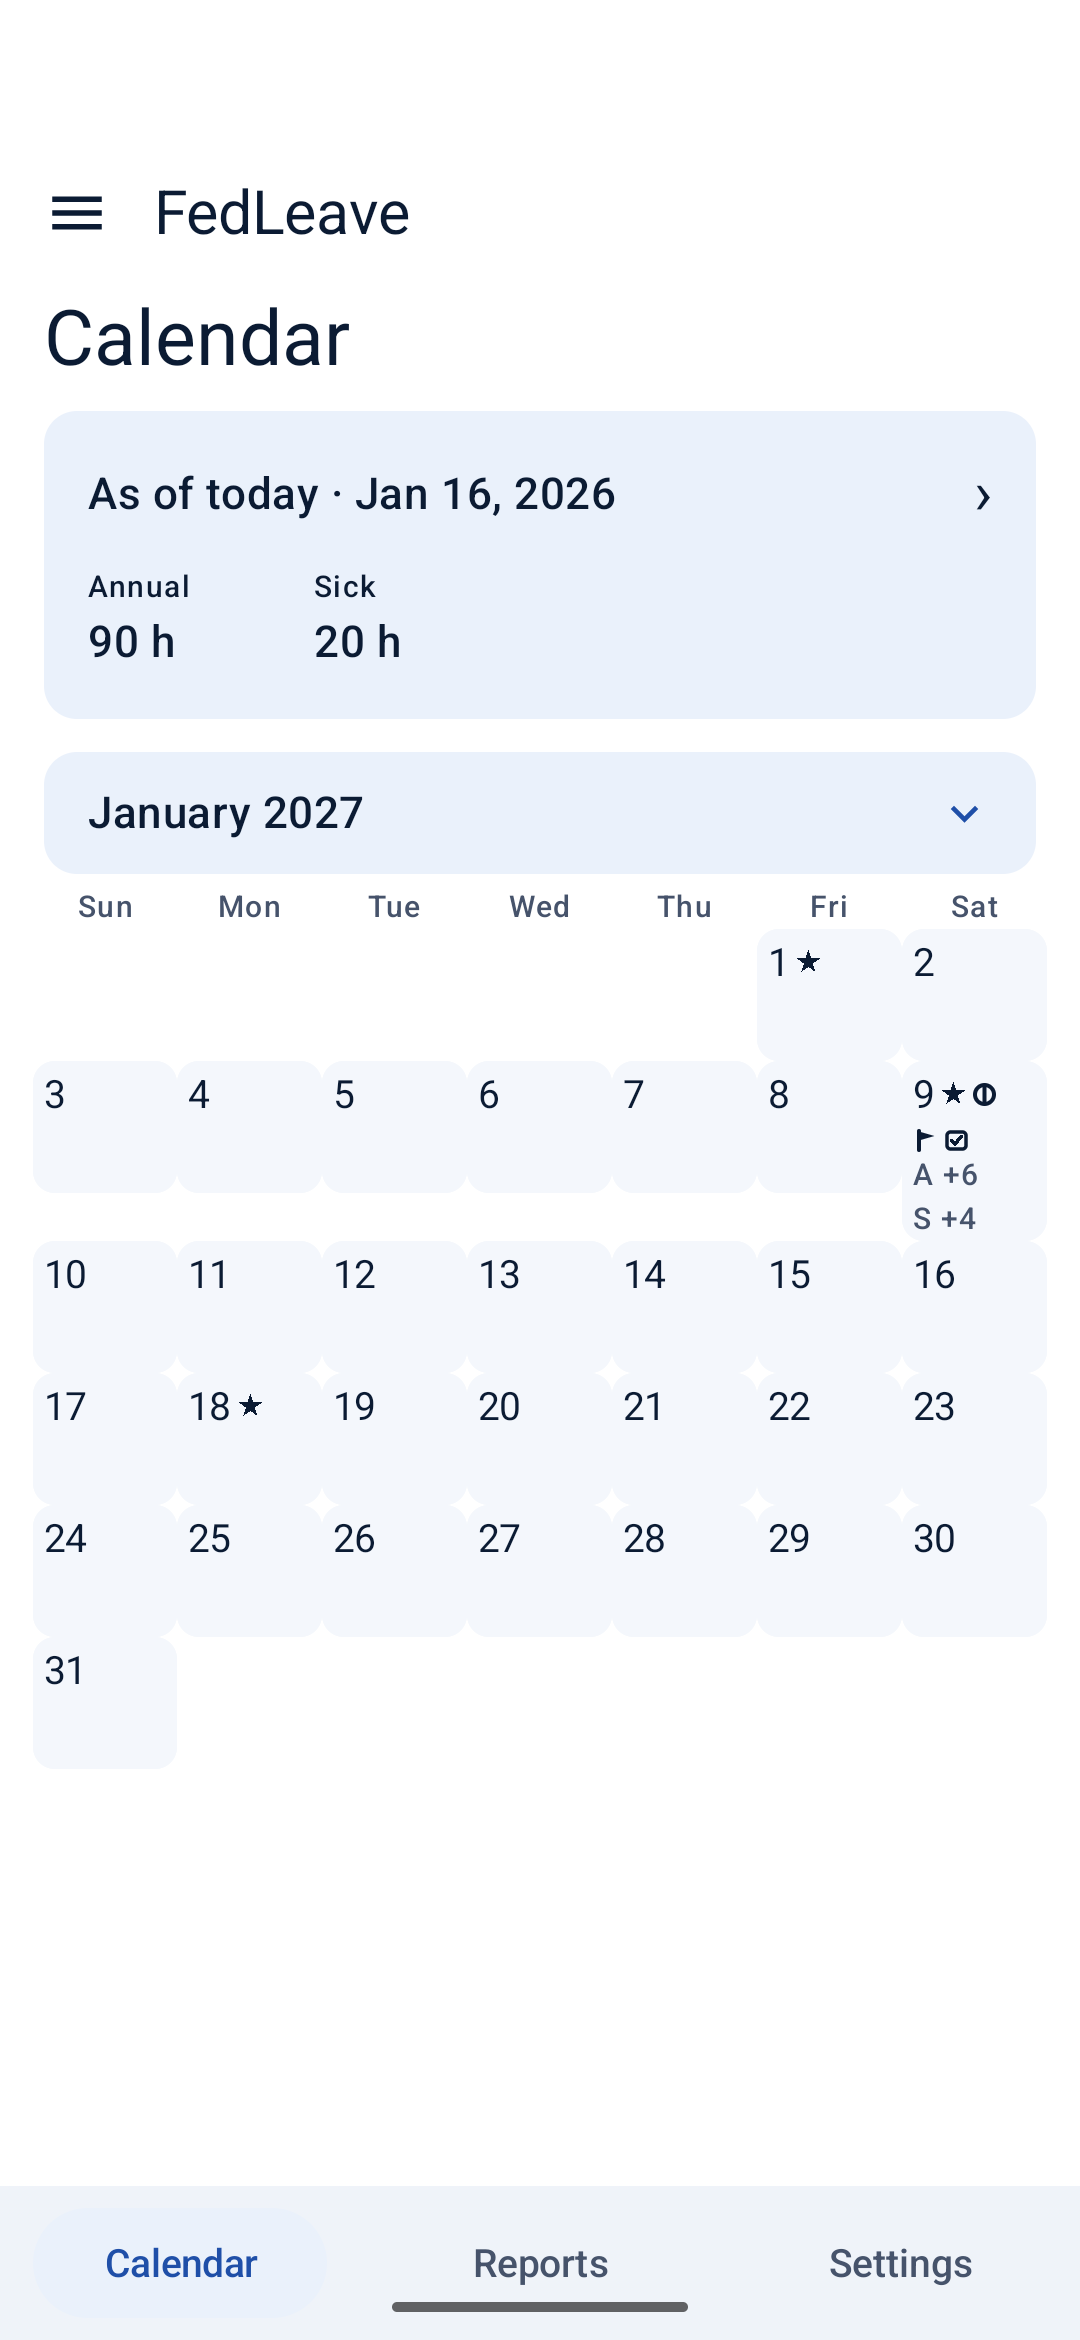 FedLeave
Calendar
As of today · Jan 16, 2026 ›
Annual Sick
90 h 20 h
January 2027
Sun Mon Tue Wed Thu Fri Sat
1 ★ 2
3 4 5 6 7 8 9 ★
A +6
S +4
10 11 12 13 14 15 16
17 18 ★ 19 20 21 22 23
24 25 26 27 28 29 30
31
Calendar Reports Settings